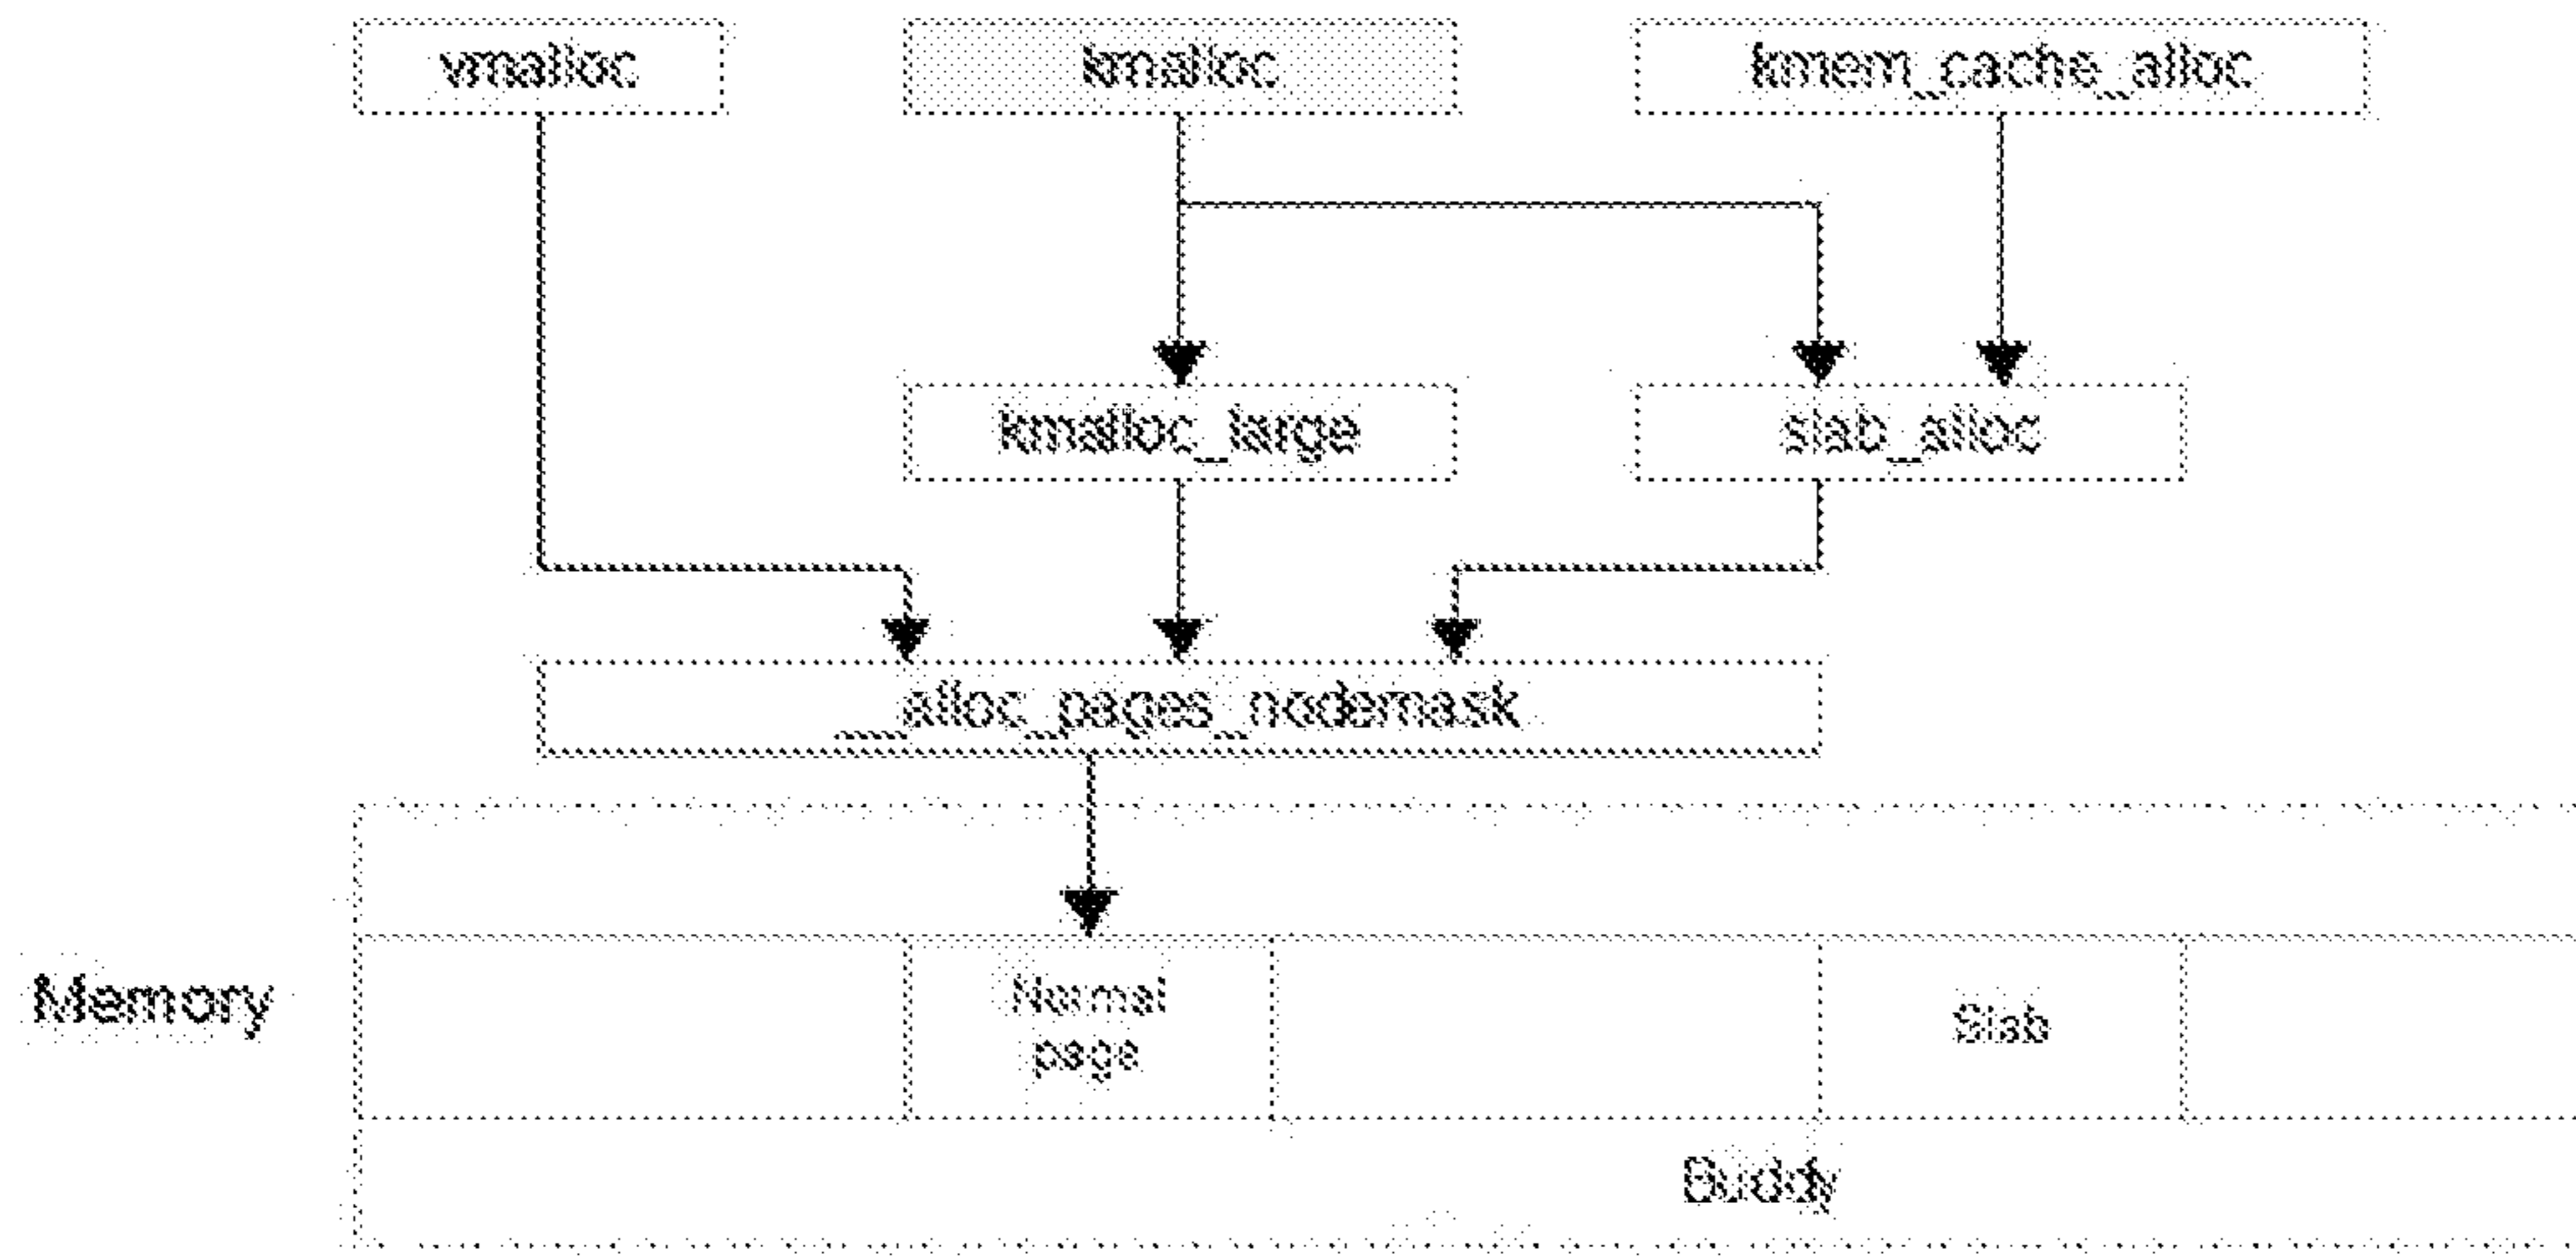 vmalloc
kmalloc
kmem_cache_alloc
kmalloc_large
slab_alloc
__alloc_pages_nodemask
Memory
Normal
page
Slab
Buddy